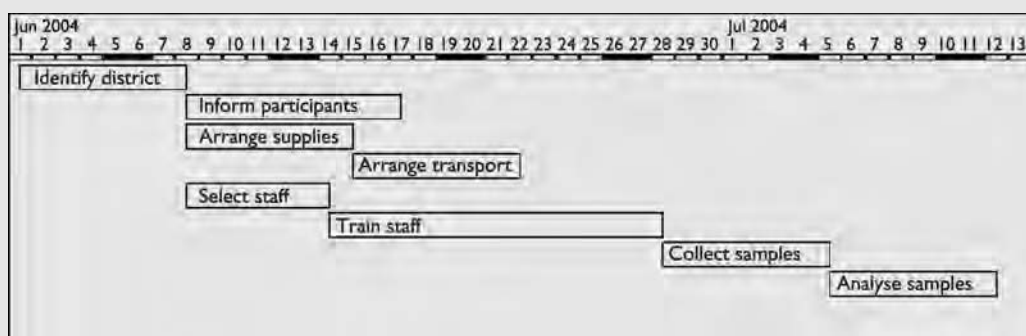 Jun 2004 Jul 2004
1 2 3 4 5 6 7 8 9 10 11 12 13 14 15 16 17 18 19 20 21 22 23 24 25 26 27 28 29 30 1 2 3 4 5 6 7 8 9 10 11 12 13
Identify district
Inform participants
Arrange supplies
Arrange transport
Select staff
Train staff
Collect samples
Analyse samples